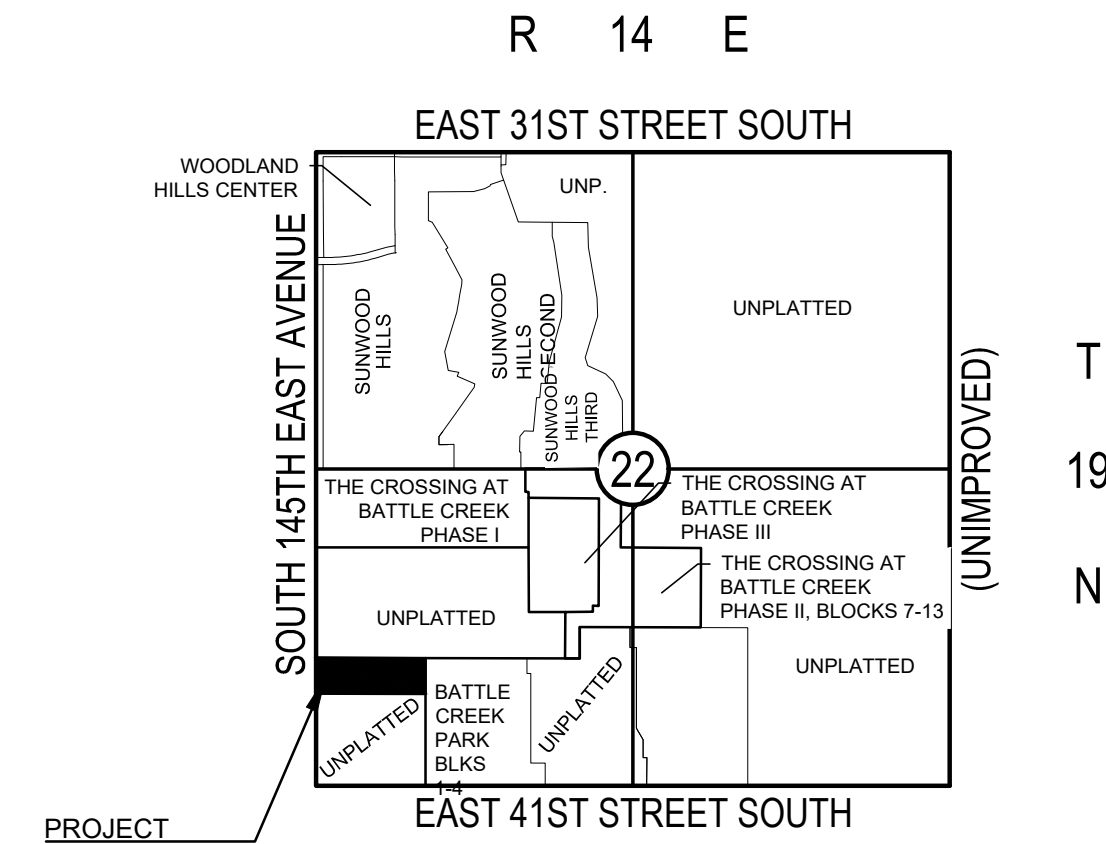 R 14 E
EAST 31ST STREET SOUTH
WOODLAND
HILLS CENTER
UNP.
SOUTH 145TH EAST AVENUE
SUNWOOD
HILLS
SUNWOOD
HILLS
SECOND
SUNWOOD
HILLS
THIRD
UNPLATTED
(UNIMPROVED)
T
19
N
22
THE CROSSING AT
BATTLE CREEK
PHASE I
THE CROSSING AT
BATTLE CREEK
PHASE III
THE CROSSING AT
BATTLE CREEK
PHASE II, BLOCKS 7-13
UNPLATTED
UNPLATTED
UNPLATTED
BATTLE
CREEK
PARK
BLKS
1-4
UNPLATTED
PROJECT
EAST 41ST STREET SOUTH